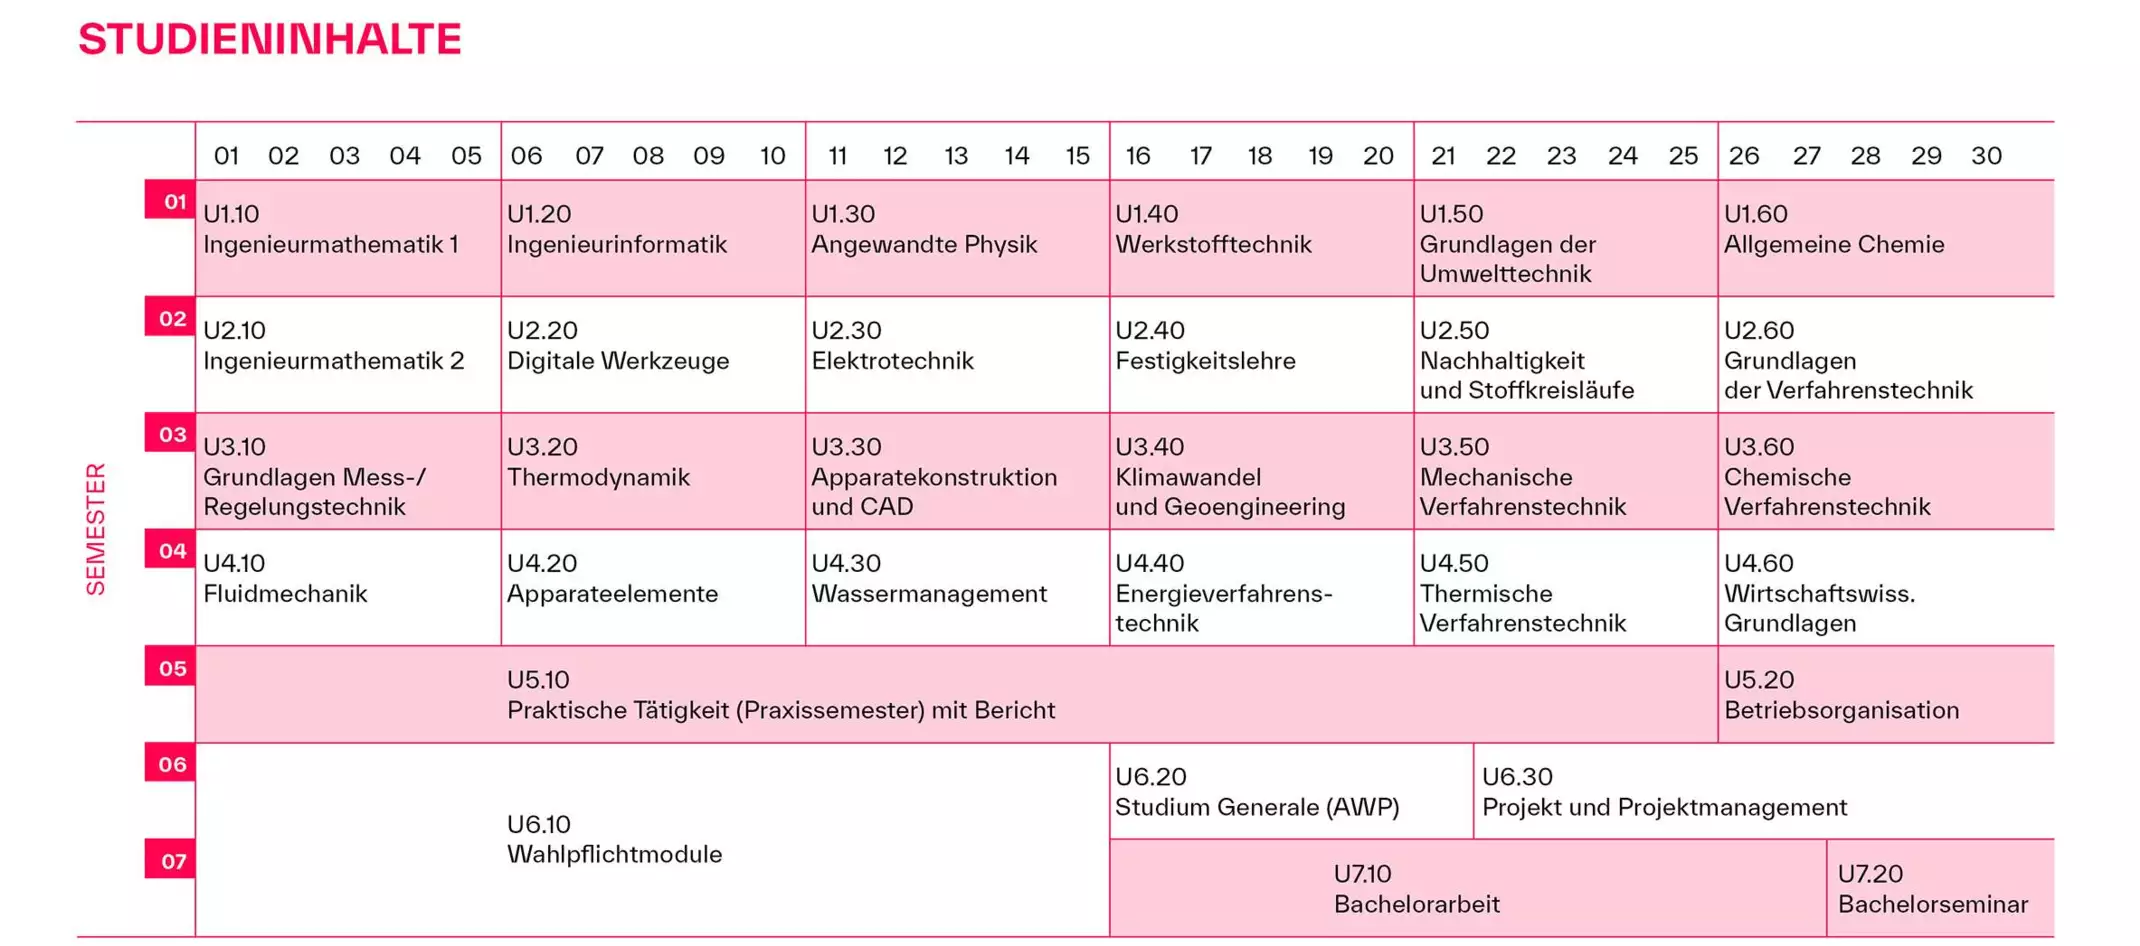 STUDIENINHALTE
01 02 03 04 05 06 07 08 09 10 11 12 13 14 15 16 17 18 19 20 21 22 23 24 25 26 27 28 29 30
SEMESTER
01
U1.10
Ingenieurmathematik 1
U1.20
Ingenieurinformatik
U1.30
Angewandte Physik
U1.40
Werkstofftechnik
U1.50
Grundlagen der
Umwelttechnik
U1.60
Allgemeine Chemie
02
U2.10
Ingenieurmathematik 2
U2.20
Digitale Werkzeuge
U2.30
Elektrotechnik
U2.40
Festigkeitslehre
U2.50
Nachhaltigkeit
und Stoffkreisläufe
U2.60
Grundlagen
der Verfahrenstechnik
03
U3.10
Grundlagen Mess-/
Regelungstechnik
U3.20
Thermodynamik
U3.30
Apparatekonstruktion
und CAD
U3.40
Klimawandel
und Geoengineering
U3.50
Mechanische
Verfahrenstechnik
U3.60
Chemische
Verfahrenstechnik
04
U4.10
Fluidmechanik
U4.20
Apparateelemente
U4.30
Wassermanagement
U4.40
Energieverfahrens-
technik
U4.50
Thermische
Verfahrenstechnik
U4.60
Wirtschaftswiss.
Grundlagen
05
U5.10
Praktische Tätigkeit (Praxissemester) mit Bericht
U5.20
Betriebsorganisation
06
U6.10
Wahlpflichtmodule
U6.20
Studium Generale (AWP)
U6.30
Projekt und Projektmanagement
07
U7.10
Bachelorarbeit
U7.20
Bachelorseminar